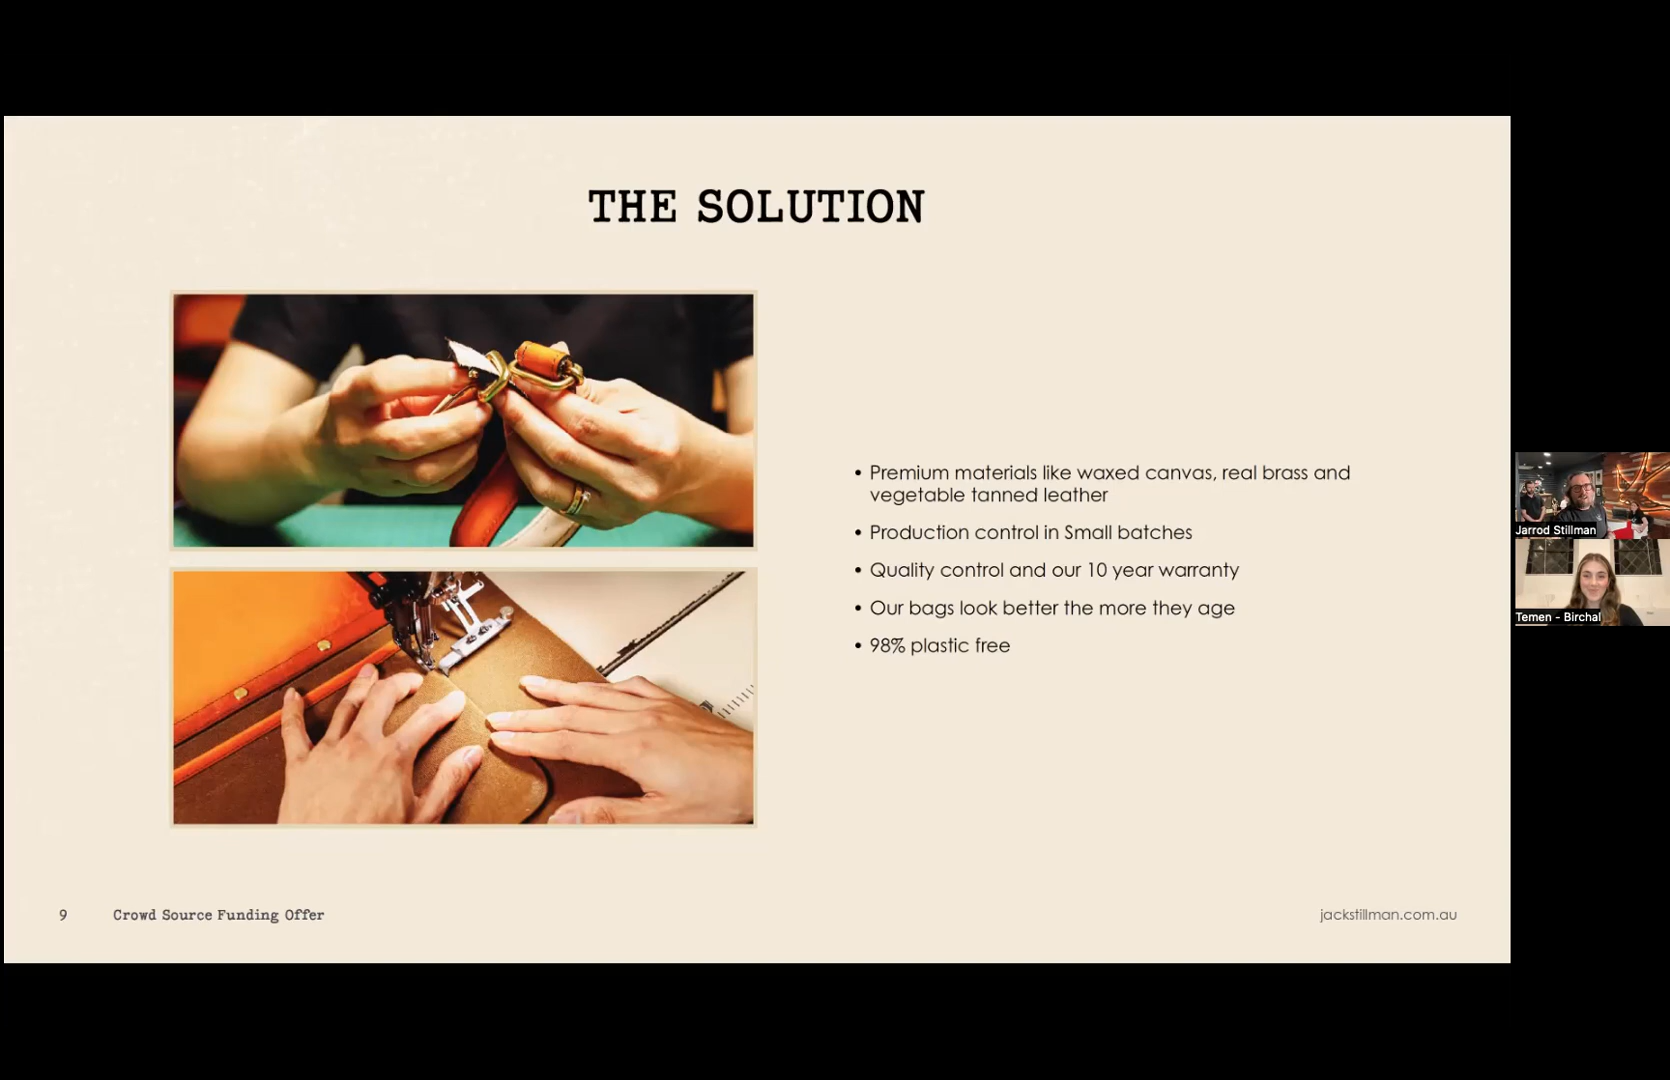 THE SOLUTION
• Premium materials like waxed canvas, real brass and
vegetable tanned leather
• Production control in Small batches
• Quality control and our 10 year warranty
• Our bags look better the more they age
• 98% plastic free
Jarrod Stillman
Temen - Birchal
9 Crowd Source Funding Offer
jackstillman.com.au